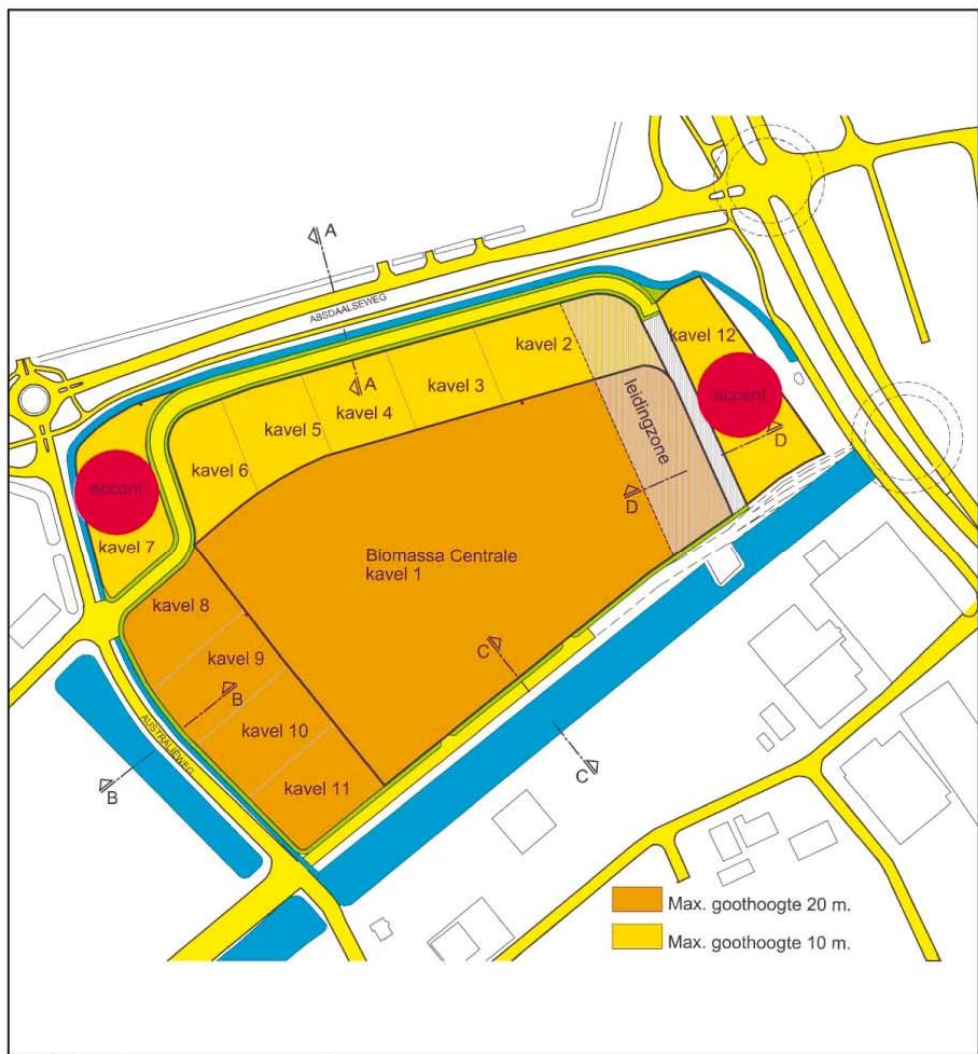 A
ABSDAALSEWEG
A
kavel 12
accent
kavel 2
kavel 3
kavel 4
kavel 5
kavel 6
leidingzone
D
D
accent
kavel 7
Biomassa Centrale
kavel 1
kavel 8
kavel 9
B
B
kavel 10
kavel 11
AUSTRALIËWEG
C
C
Max. goothoogte 20 m.
Max. goothoogte 10 m.